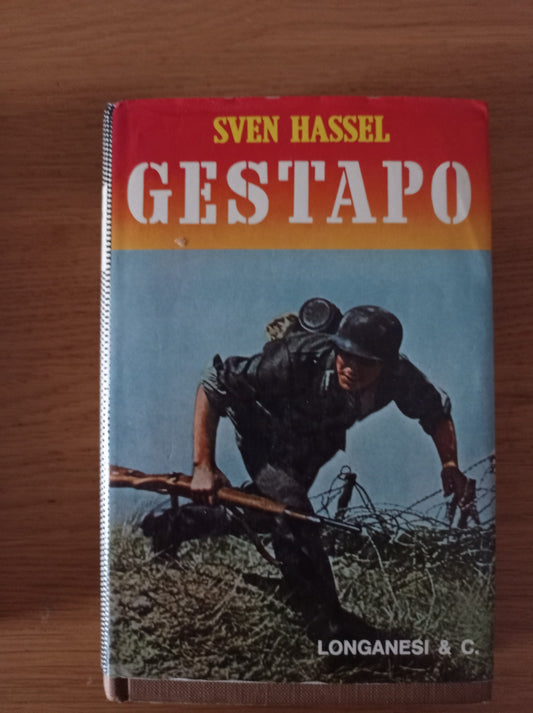 SVEN HASSEL
GESTAPO
LONGANESI & C.